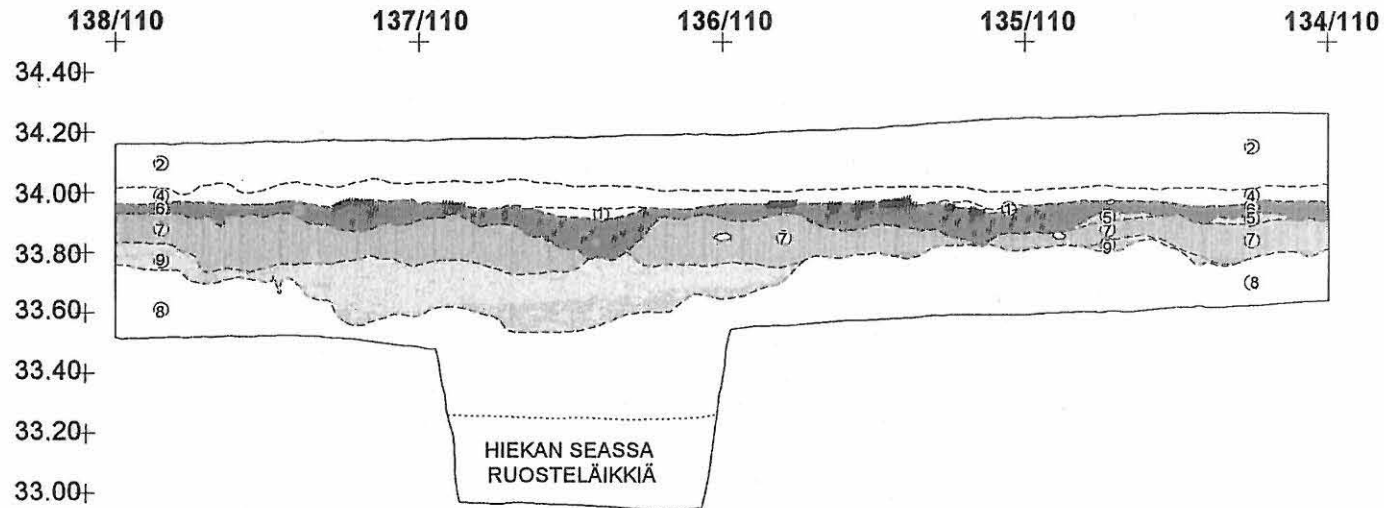 138/110 137/110 136/110 135/110 134/110
34.40
34.20
② ②
34.00
④ ④
⑥ ① ① ⑥
⑤ ⑤
⑦ ⑦ ⑦ ⑦
33.80
⑨ ⑨
⑧ ⑧
33.60
33.40
33.20
HIEKAN SEASSA
RUOSTELÄIKKIÄ
33.00